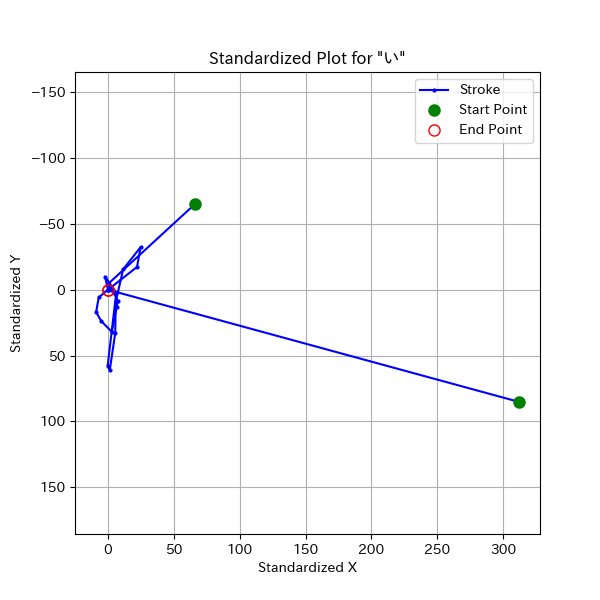 Standardized Plot for "い"
Stroke
Start Point
End Point
−150
−100
−50
0
50
100
150
Standardized Y
0
50
100
150
200
250
300
Standardized X